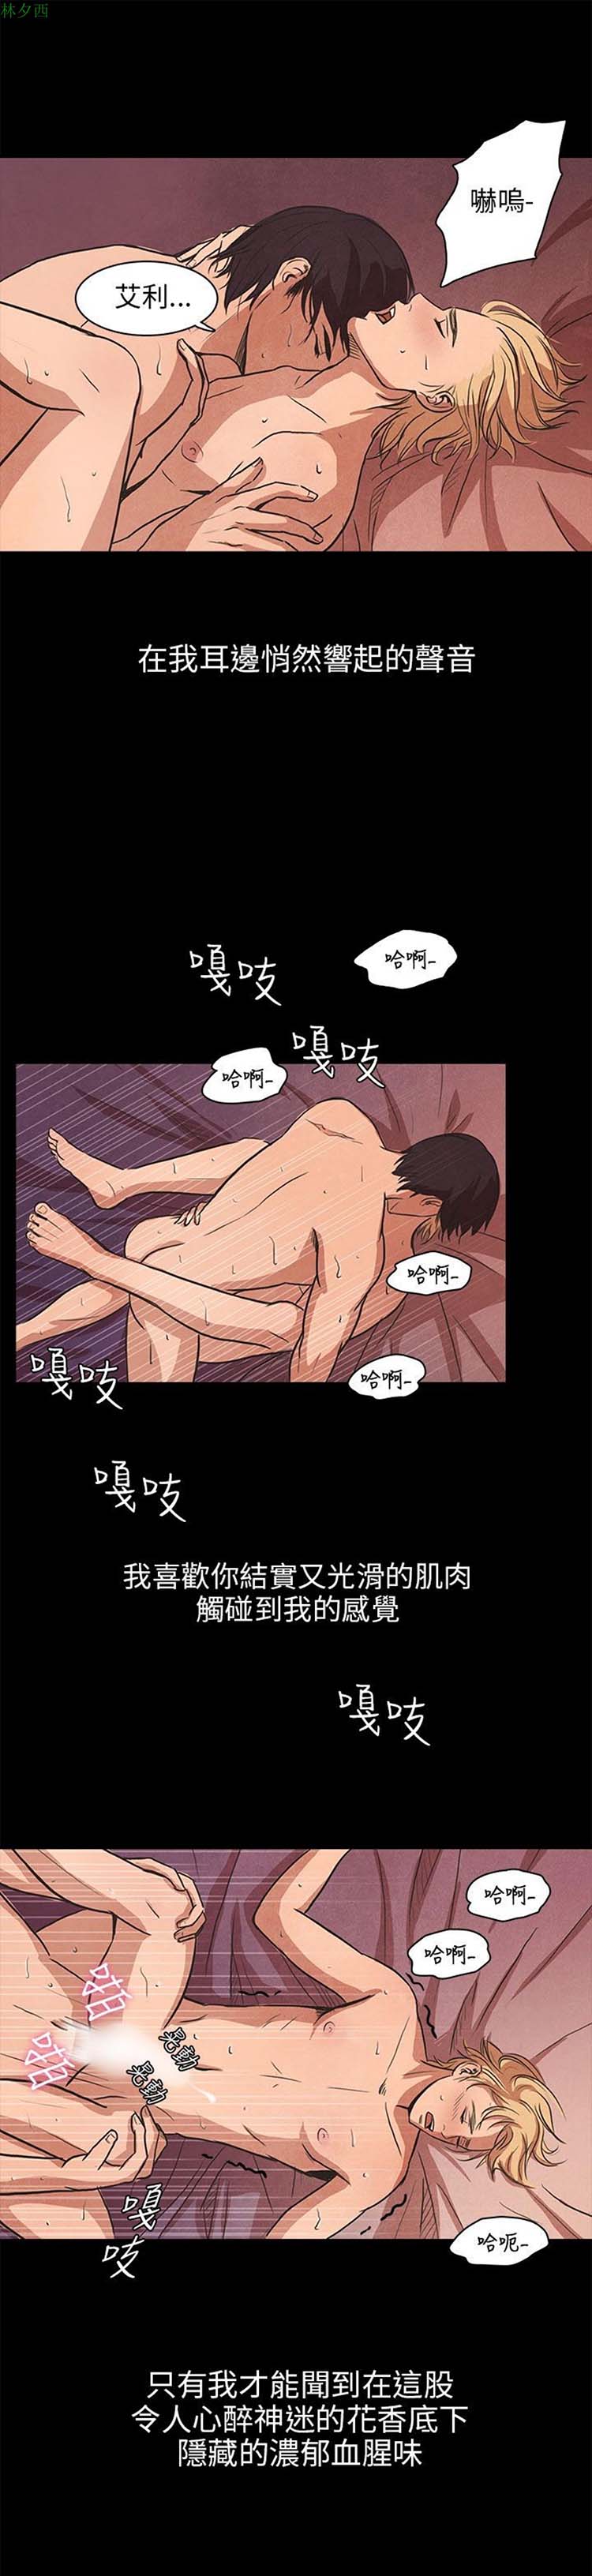 林夕西
嚇嗚-
艾利...
在我耳邊悄然響起的聲音
嘎吱
哈啊-
嘎吱
哈啊-
哈啊-
嘎吱
哈啊-
嘎吱
我喜歡你結實又光滑的肌肉
觸碰到我的感覺
嘎吱
哈啊-
哈啊-
啪
啪
晃動
晃動
嘎
吱
哈呃-
只有我才能聞到在這股
令人心醉神迷的花香底下
隱藏的濃郁血腥味